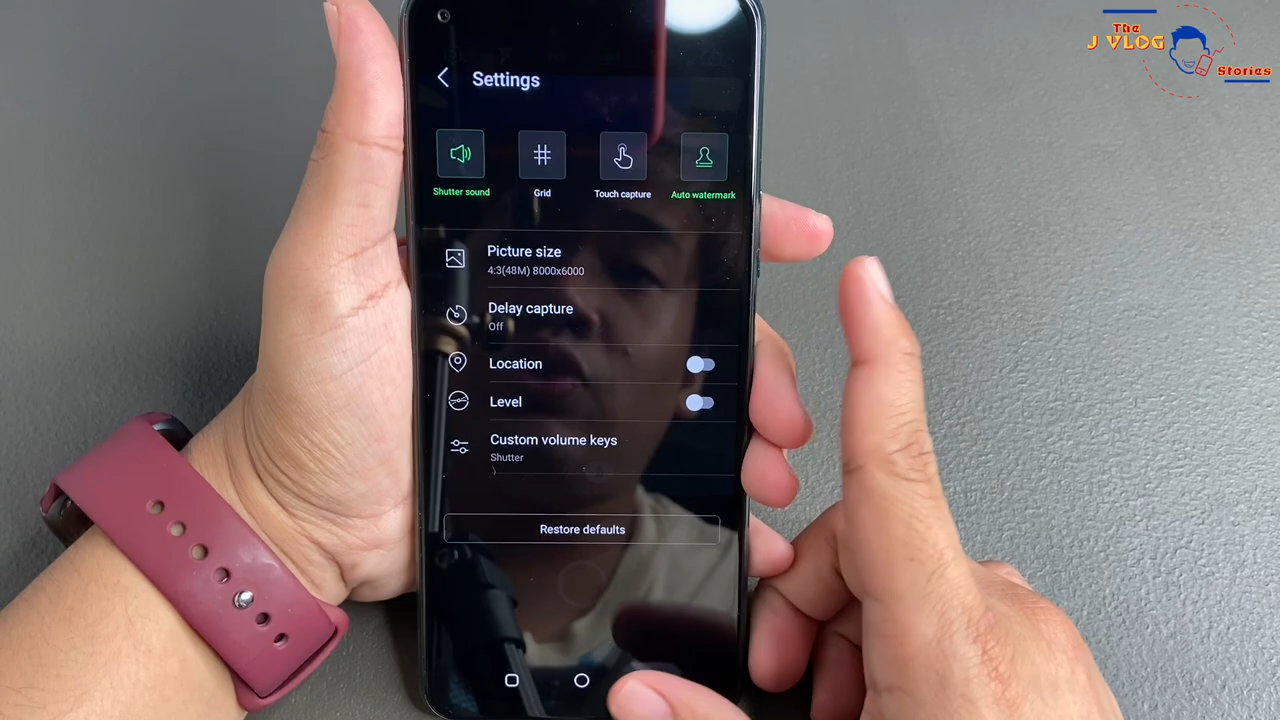 The
J VLOG
Stories
Settings
Shutter sound
Grid
Touch capture
Auto watermark
Picture size
4:3(48M) 8000x6000
Delay capture
Off
Location
Level
Custom volume keys
Shutter
Restore defaults